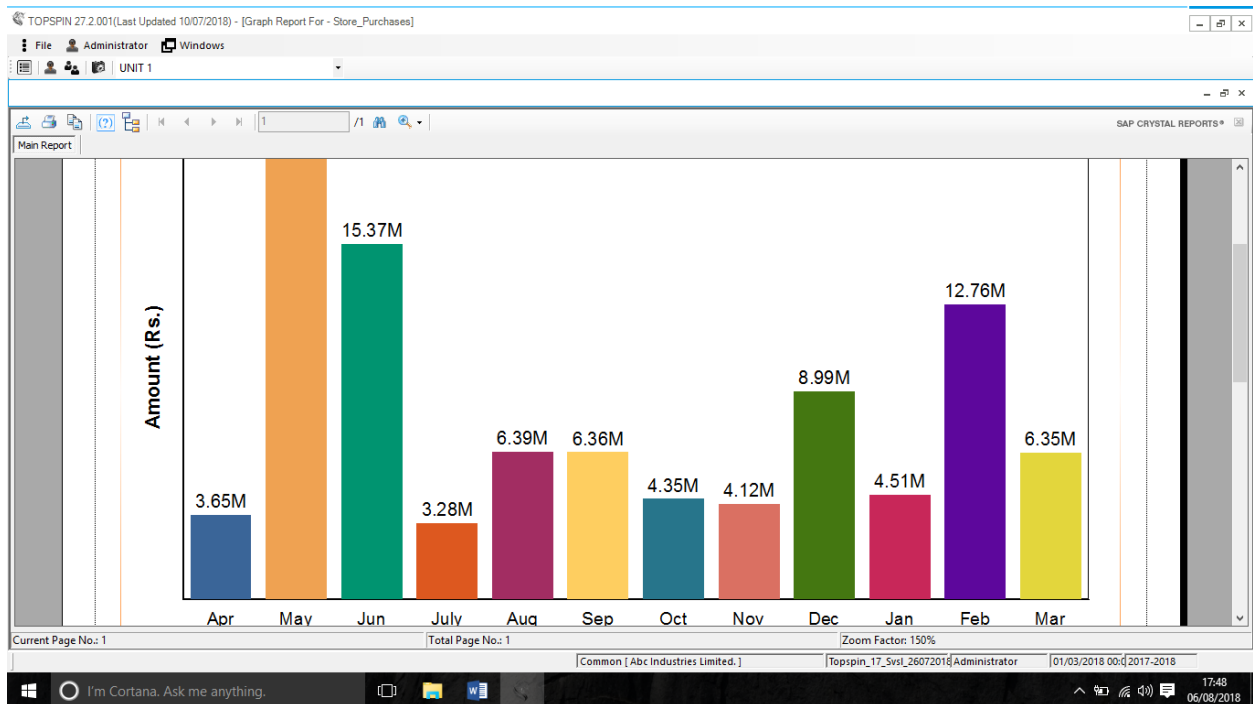 TOPSPIN 27.2.001(Last Updated 10/07/2018) - [Graph Report For - Store_Purchases]
File Administrator Windows
UNIT 1
1 /1 SAP CRYSTAL REPORTS®
Main Report
15.37M
12.76M
Amount (Rs.)
8.99M
6.39M 6.36M 6.35M
4.35M 4.12M 4.51M
3.65M 3.28M
Apr May Jun July Aug Sep Oct Nov Dec Jan Feb Mar
Current Page No.: 1 Total Page No.: 1 Zoom Factor: 150%
Common [ Abc Industries Limited. ] Topspin_17_Svsl_26072018 Administrator 01/03/2018 00:0 2017-2018
I'm Cortana. Ask me anything. 17:48
06/08/2018